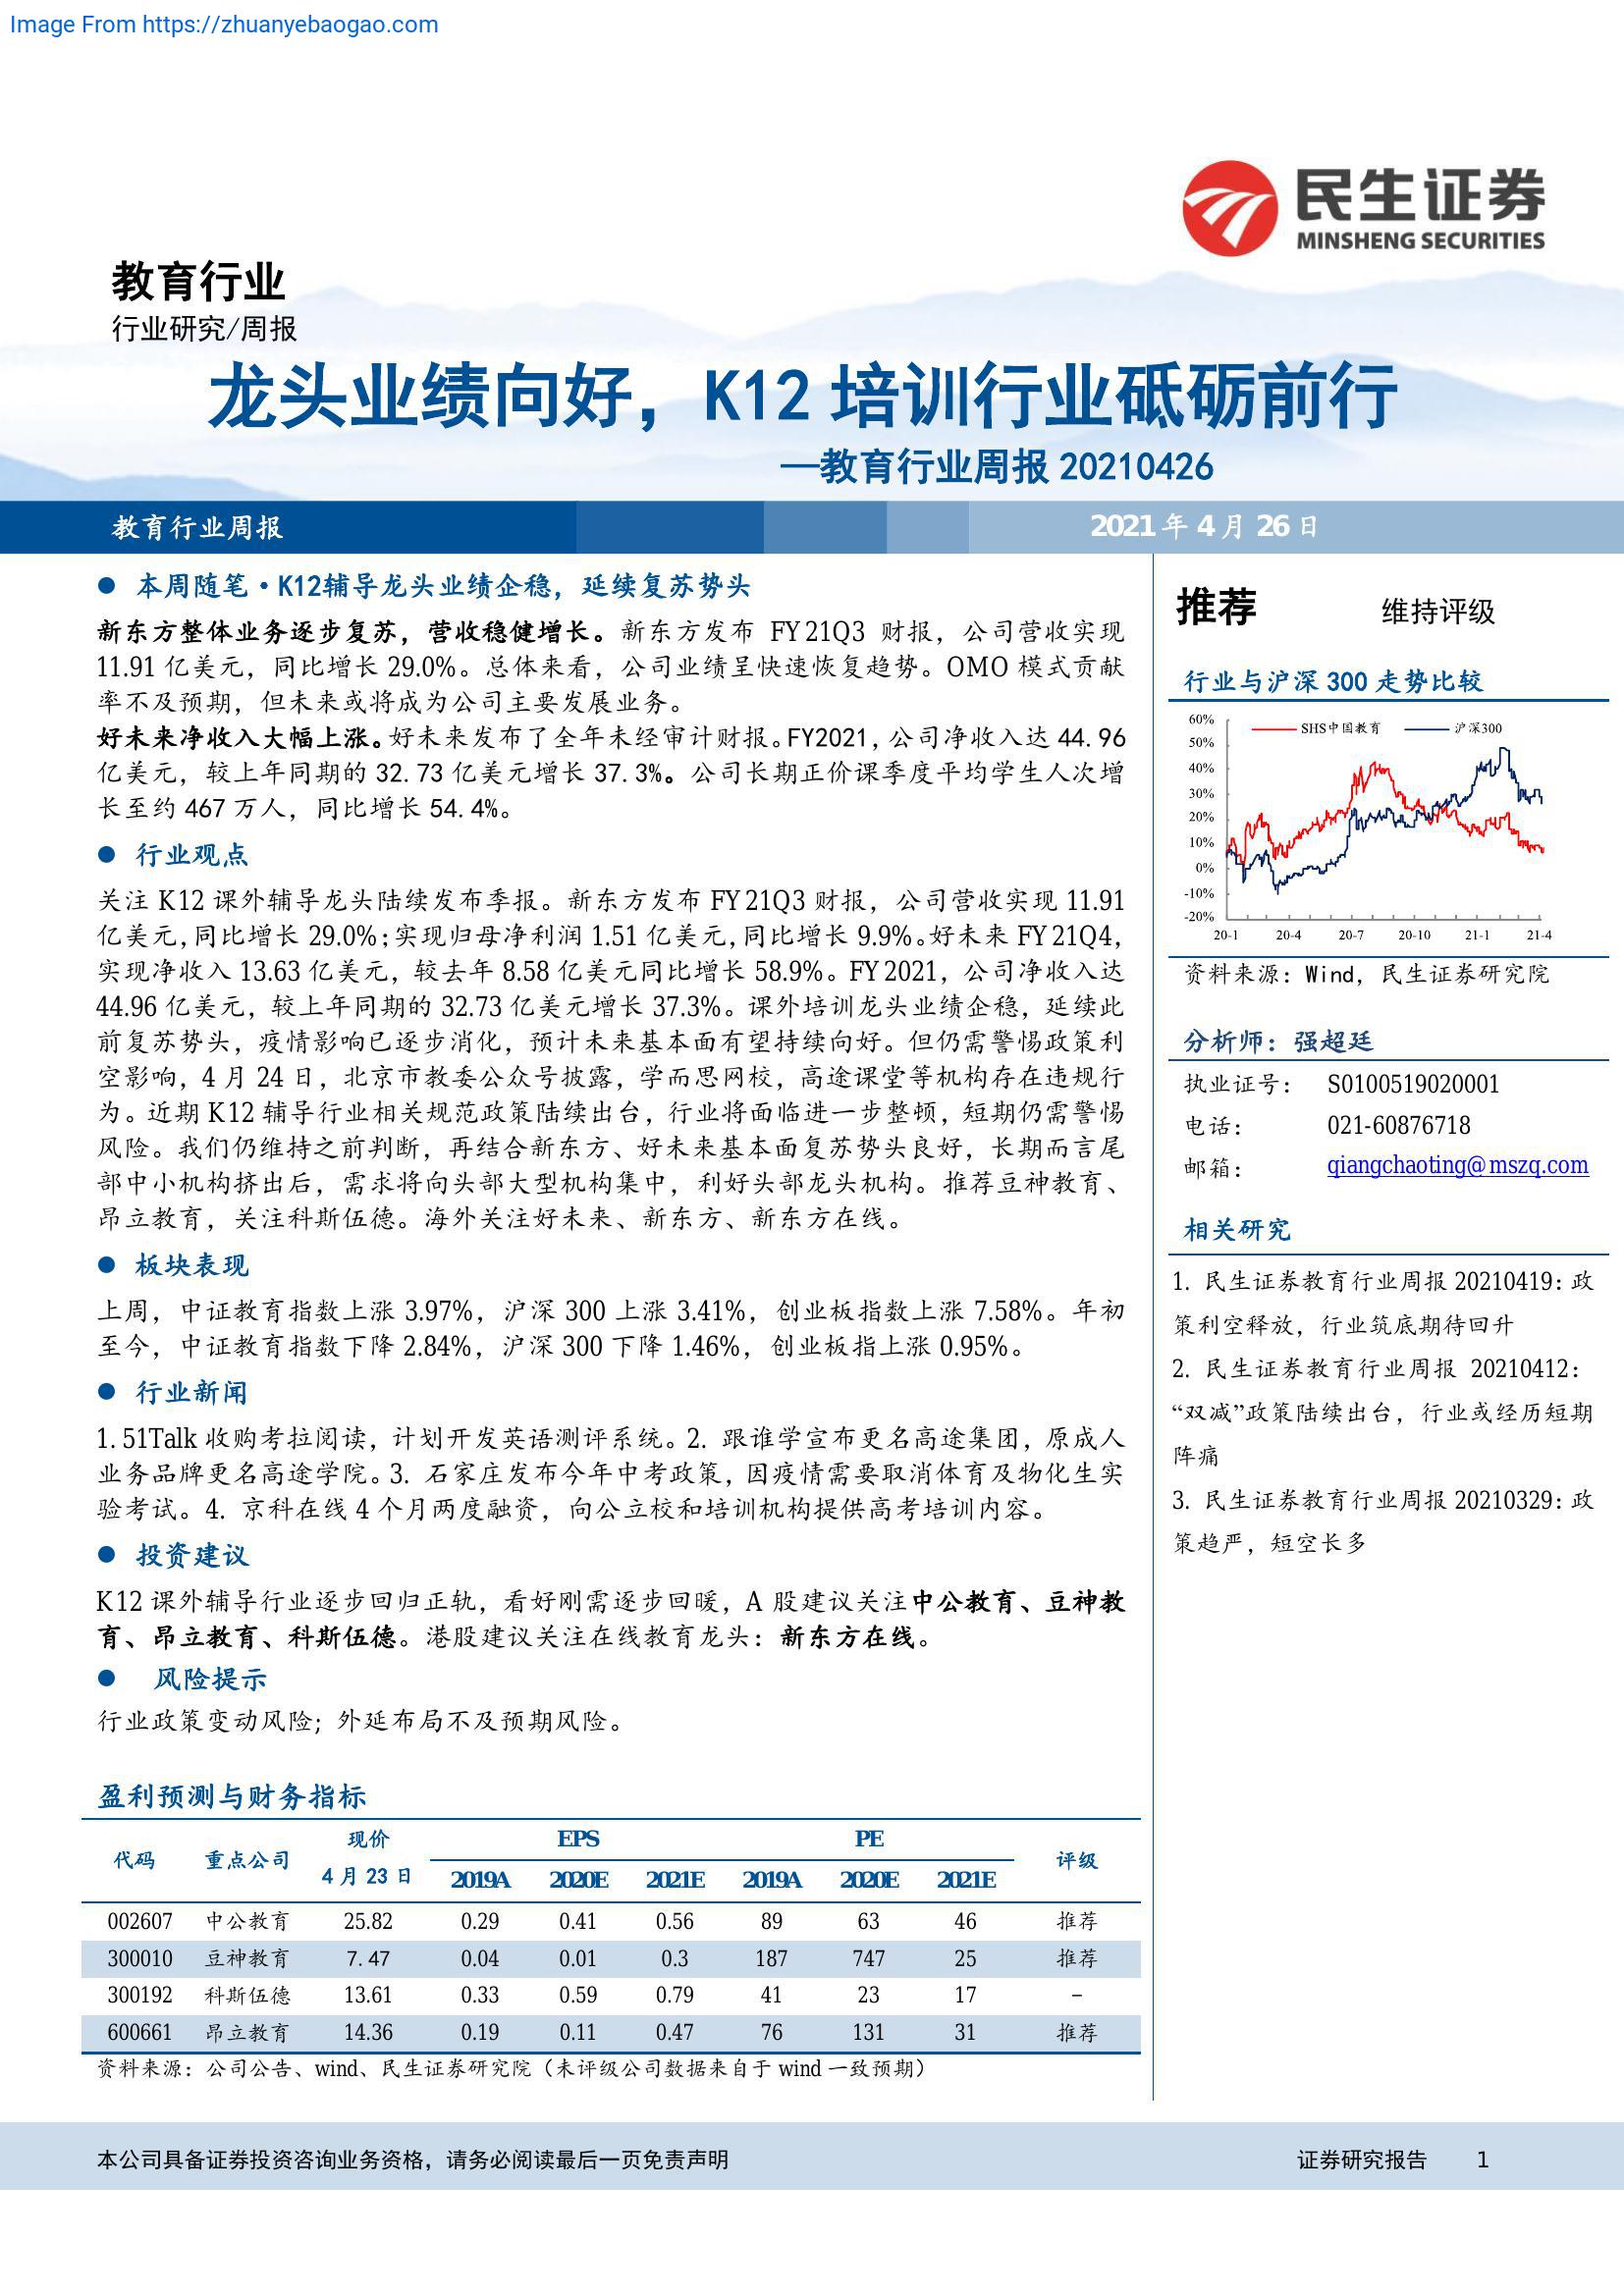 Image From https://zhuanyebaogao.com
民生证券
MINSHENG SECURITIES
教育行业
行业研究/周报
龙头业绩向好，K12 培训行业砥砺前行
—教育行业周报 20210426
教育行业周报
2021 年 4 月 26 日
● 本周随笔·K12辅导龙头业绩企稳，延续复苏势头
新东方整体业务逐步复苏，营收稳健增长。新东方发布 FY21Q3 财报，公司营收实现
11.91 亿美元，同比增长 29.0%。总体来看，公司业绩呈快速恢复趋势。OMO 模式贡献
率不及预期，但未来或将成为公司主要发展业务。
好未来净收入大幅上涨。好未来发布了全年未经审计财报。FY2021，公司净收入达 44.96
亿美元，较上年同期的 32.73 亿美元增长 37.3%。公司长期正价课季度平均学生人次增
长至约 467 万人，同比增长 54.4%。
● 行业观点
关注 K12 课外辅导龙头陆续发布季报。新东方发布 FY21Q3 财报，公司营收实现 11.91
亿美元，同比增长 29.0%；实现归母净利润 1.51 亿美元，同比增长 9.9%。好未来 FY21Q4，
实现净收入 13.63 亿美元，较去年 8.58 亿美元同比增长 58.9%。FY2021，公司净收入达
44.96 亿美元，较上年同期的 32.73 亿美元增长 37.3%。课外培训龙头业绩企稳，延续此
前复苏势头，疫情影响已逐步消化，预计未来基本面有望持续向好。但仍需警惕政策利
空影响，4 月 24 日，北京市教委公众号披露，学而思网校，高途课堂等机构存在违规行
为。近期 K12 辅导行业相关规范政策陆续出台，行业将面临进一步整顿，短期仍需警惕
风险。我们仍维持之前判断，再结合新东方、好未来基本面复苏势头良好，长期而言尾
部中小机构挤出后，需求将向头部大型机构集中，利好头部龙头机构。推荐豆神教育、
昂立教育，关注科斯伍德。海外关注好未来、新东方、新东方在线。
● 板块表现
上周，中证教育指数上涨 3.97%，沪深 300 上涨 3.41%，创业板指数上涨 7.58%。年初
至今，中证教育指数下降 2.84%，沪深 300 下降 1.46%，创业板指上涨 0.95%。
● 行业新闻
1. 51Talk 收购考拉阅读，计划开发英语测评系统。2. 跟谁学宣布更名高途集团，原成人
业务品牌更名高途学院。3. 石家庄发布今年中考政策，因疫情需要取消体育及物化生实
验考试。4. 京科在线 4 个月两度融资，向公立校和培训机构提供高考培训内容。
● 投资建议
K12 课外辅导行业逐步回归正轨，看好刚需逐步回暖，A 股建议关注中公教育、豆神教
育、昂立教育、科斯伍德。港股建议关注在线教育龙头：新东方在线。
● 风险提示
行业政策变动风险；外延布局不及预期风险。
盈利预测与财务指标
代码 重点公司 现价 EPS PE 评级
4 月 23 日 2019A 2020E 2021E 2019A 2020E 2021E
002607 中公教育 25.82 0.29 0.41 0.56 89 63 46 推荐
300010 豆神教育 7.47 0.04 0.01 0.3 187 747 25 推荐
300192 科斯伍德 13.61 0.33 0.59 0.79 41 23 17 –
600661 昂立教育 14.36 0.19 0.11 0.47 76 131 31 推荐
资料来源：公司公告、wind、民生证券研究院（未评级公司数据来自于 wind 一致预期）
推荐 维持评级
行业与沪深 300 走势比较
SHS中国教育 沪深300
60%
50%
40%
30%
20%
10%
0%
-10%
-20%
20-1 20-4 20-7 20-10 21-1 21-4
资料来源：Wind，民生证券研究院
分析师：强超廷
执业证号： S0100519020001
电话： 021-60876718
邮箱： qiangchaoting@mszq.com
相关研究
1. 民生证券教育行业周报 20210419：政
策利空释放，行业筑底期待回升
2. 民生证券教育行业周报 20210412：
“双减”政策陆续出台，行业或经历短期
阵痛
3. 民生证券教育行业周报 20210329：政
策趋严，短空长多
本公司具备证券投资咨询业务资格，请务必阅读最后一页免责声明
证券研究报告 1